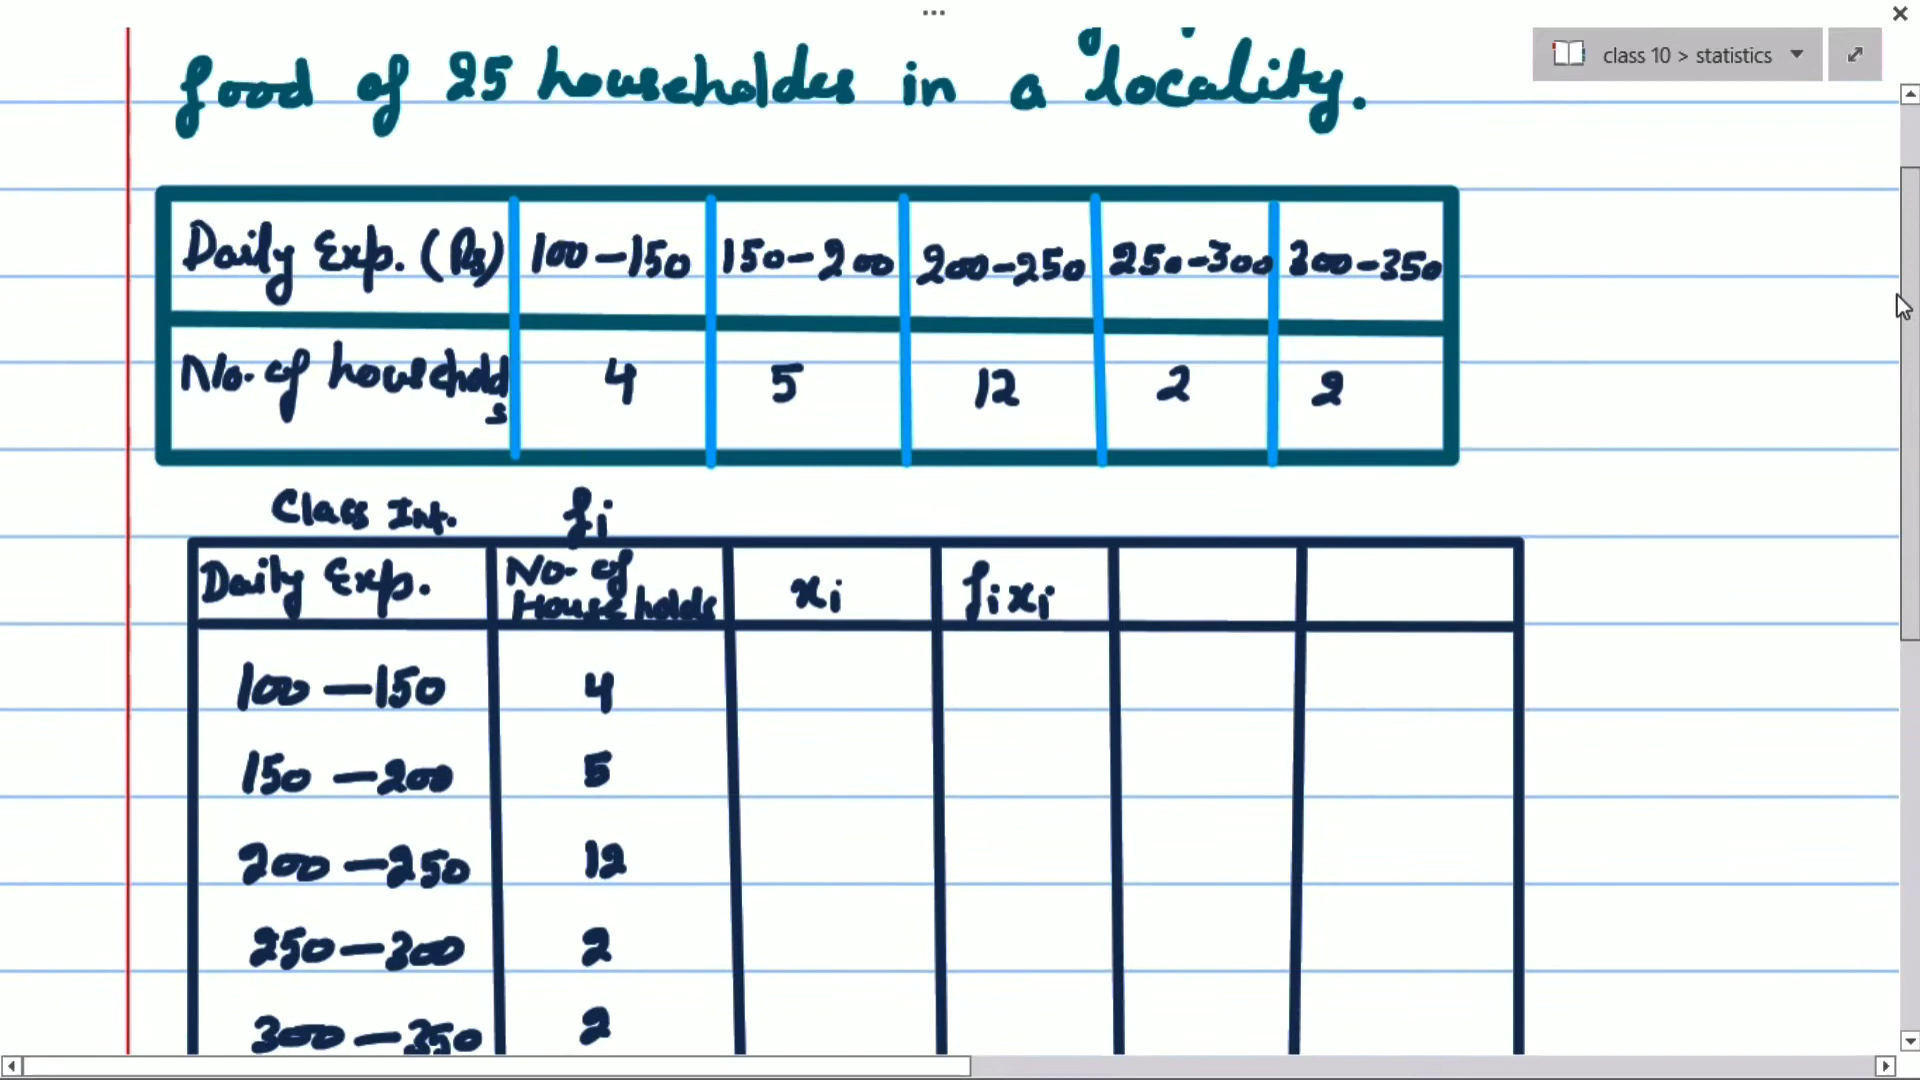 class 10 > statistics
food of 25 householdes in a locality.
Daily Exp. (Rs) 100-150 150-200 200-250 250-300 300-350
No. of households 4 5 12 2 2
Class Int. fi
Daily Exp. No. of Households xi fixi
100-150 4
150-200 5
200-250 12
250-300 2
300-350 2